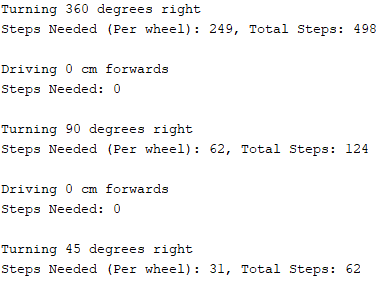 Turning 360 degrees right
Steps Needed (Per wheel): 249, Total Steps: 498
Driving 0 cm forwards
Steps Needed: 0
Turning 90 degrees right
Steps Needed (Per wheel): 62, Total Steps: 124
Driving 0 cm forwards
Steps Needed: 0
Turning 45 degrees right
Steps Needed (Per wheel): 31, Total Steps: 62